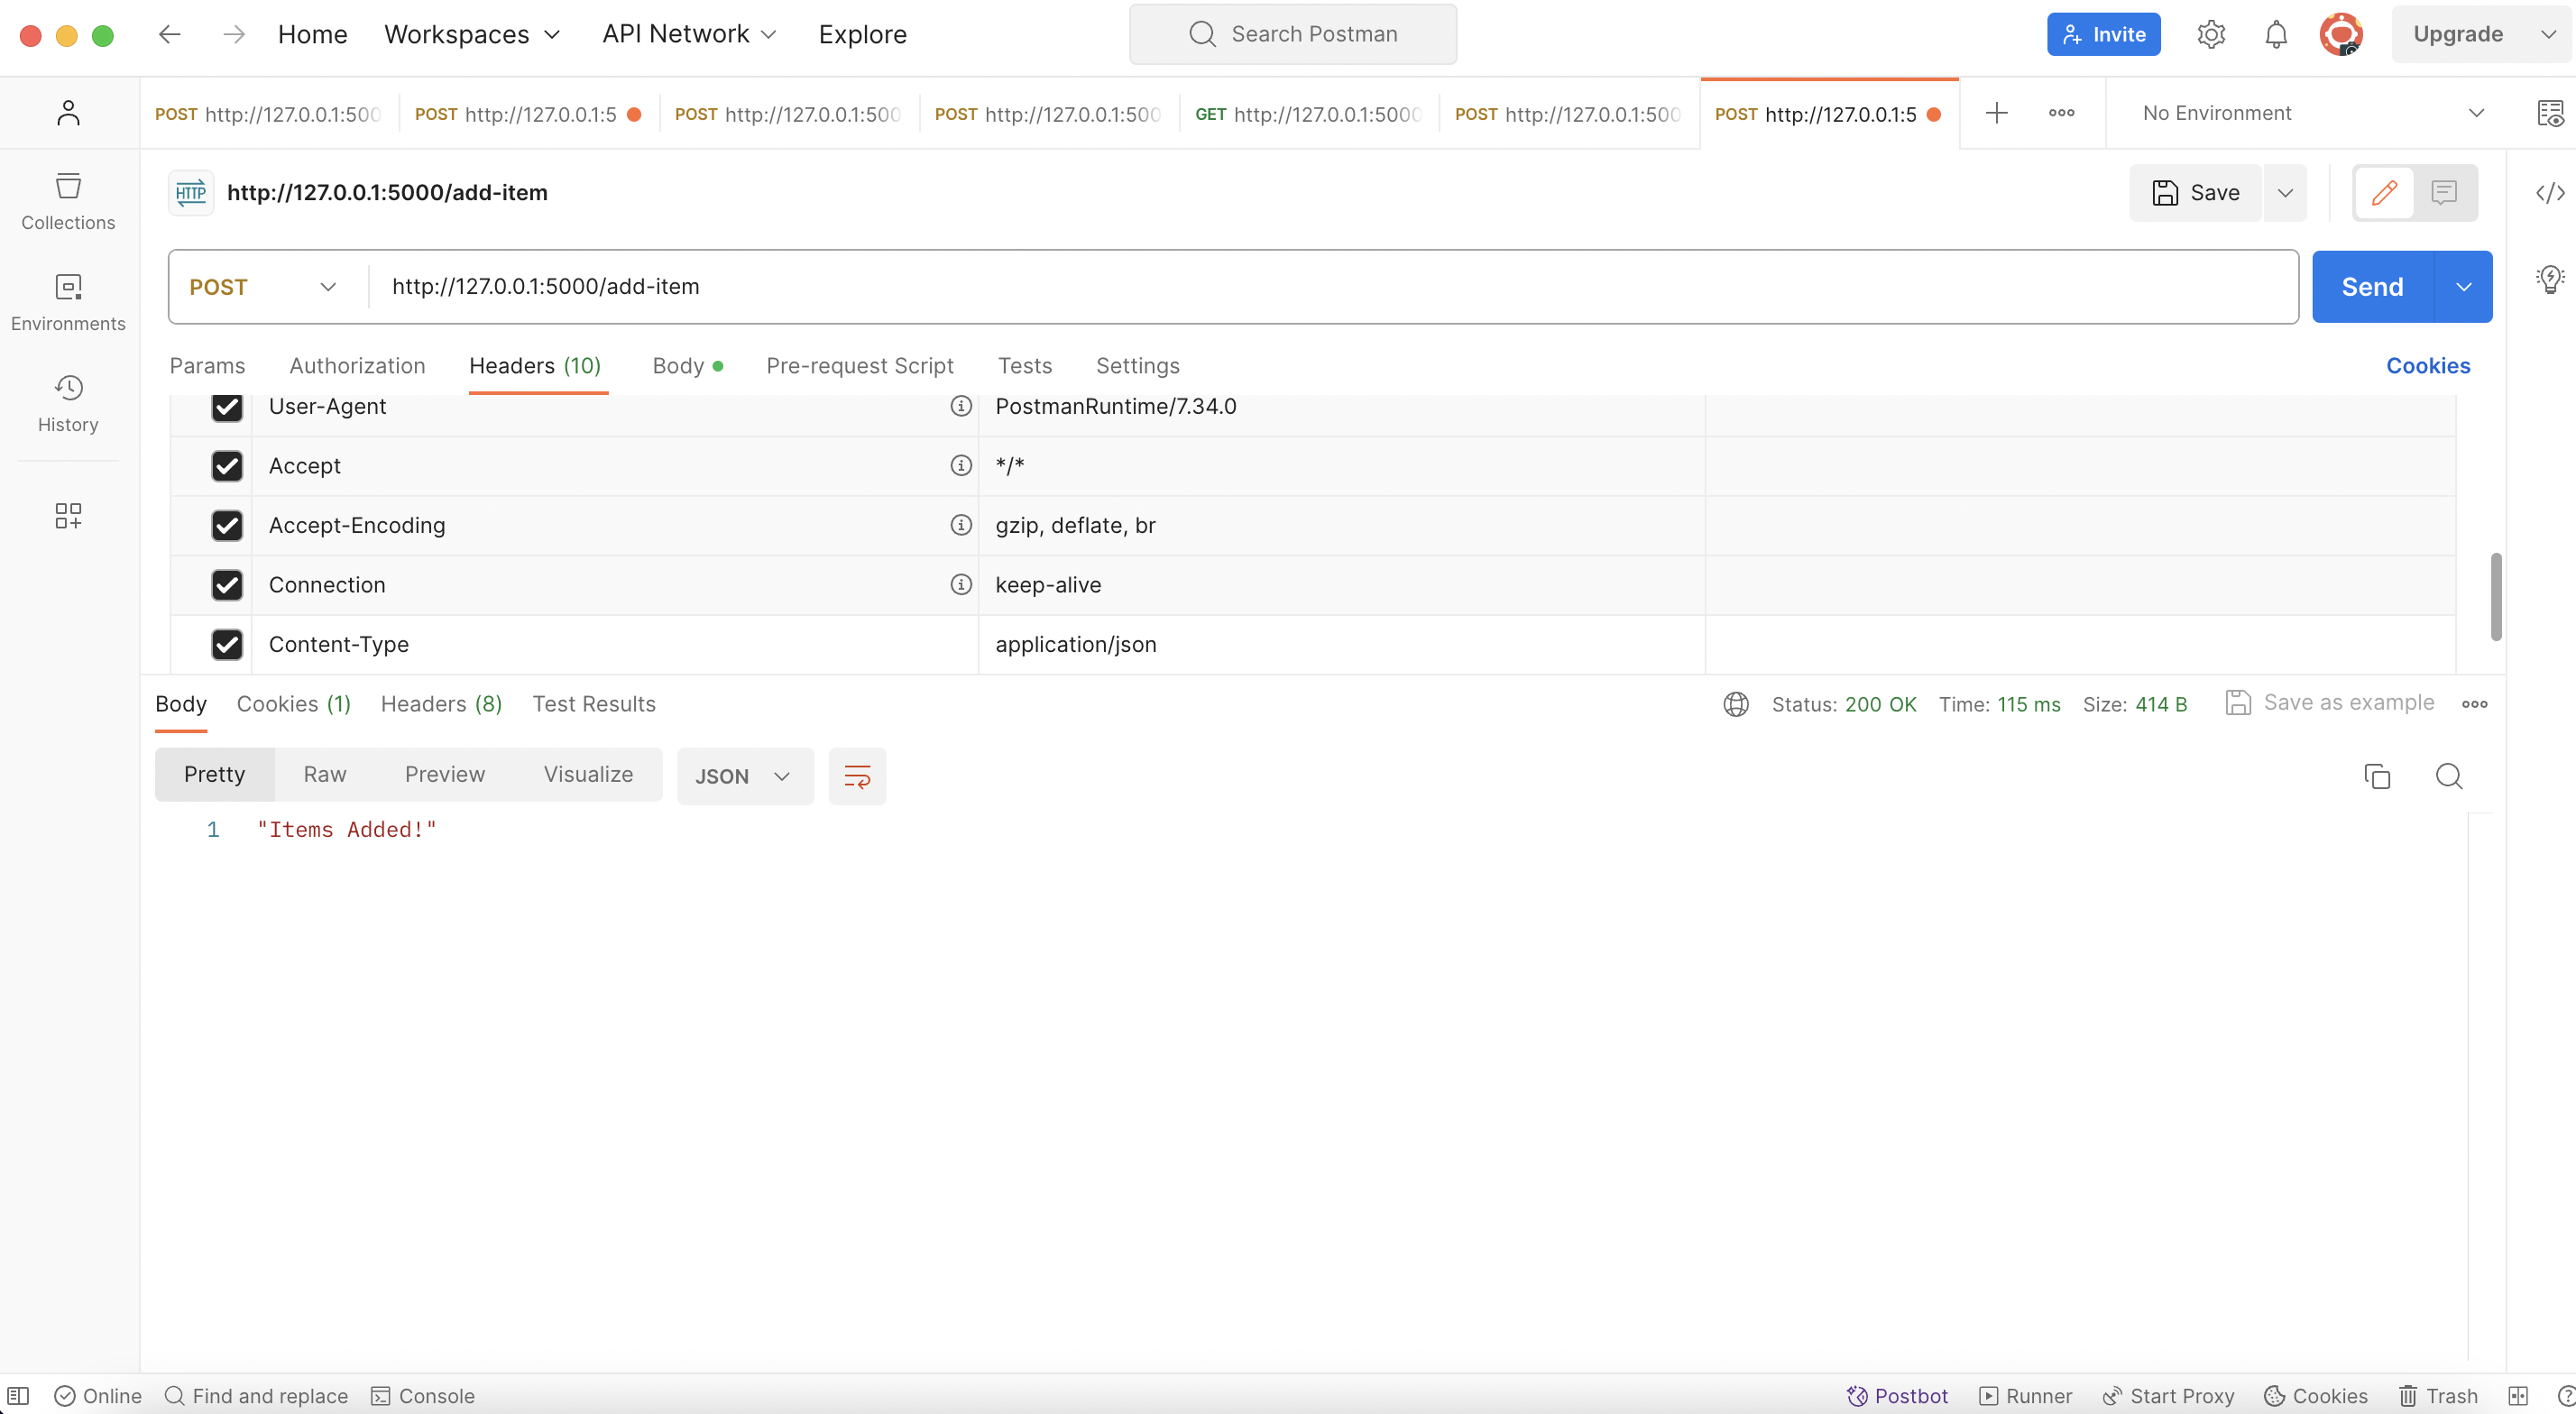 Home Workspaces API Network Explore Search Postman Invite Upgrade
POST http://127.0.0.1:500 POST http://127.0.0.1:5 POST http://127.0.0.1:500 POST http://127.0.0.1:500 GET http://127.0.0.1:5000 POST http://127.0.0.1:500 POST http://127.0.0.1:5 No Environment
HTTP http://127.0.0.1:5000/add-item Save
Collections
POST http://127.0.0.1:5000/add-item Send
Environments
Params Authorization Headers (10) Body Pre-request Script Tests Settings Cookies
User-Agent PostmanRuntime/7.34.0
History
Accept */*
Accept-Encoding gzip, deflate, br
Connection keep-alive
Content-Type application/json
Body Cookies (1) Headers (8) Test Results Status: 200 OK Time: 115 ms Size: 414 B Save as example
Pretty Raw Preview Visualize JSON
1 "Items Added!"
Online Find and replace Console Postbot Runner Start Proxy Cookies Trash